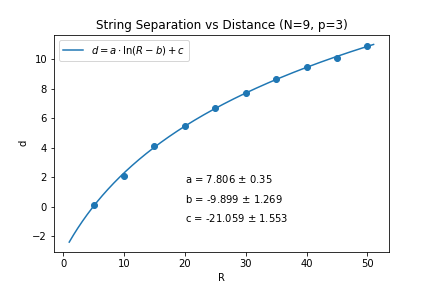 String Separation vs Distance (N=9, p=3)
d = a · ln(R − b) + c
10
8
6
4
2
0
−2
d
a = 7.806 ± 0.35
b = -9.899 ± 1.269
c = -21.059 ± 1.553
0 10 20 30 40 50
R